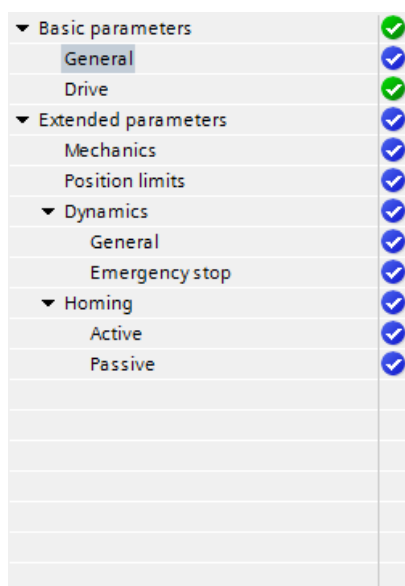 Basic parameters
General
Drive
Extended parameters
Mechanics
Position limits
Dynamics
General
Emergency stop
Homing
Active
Passive